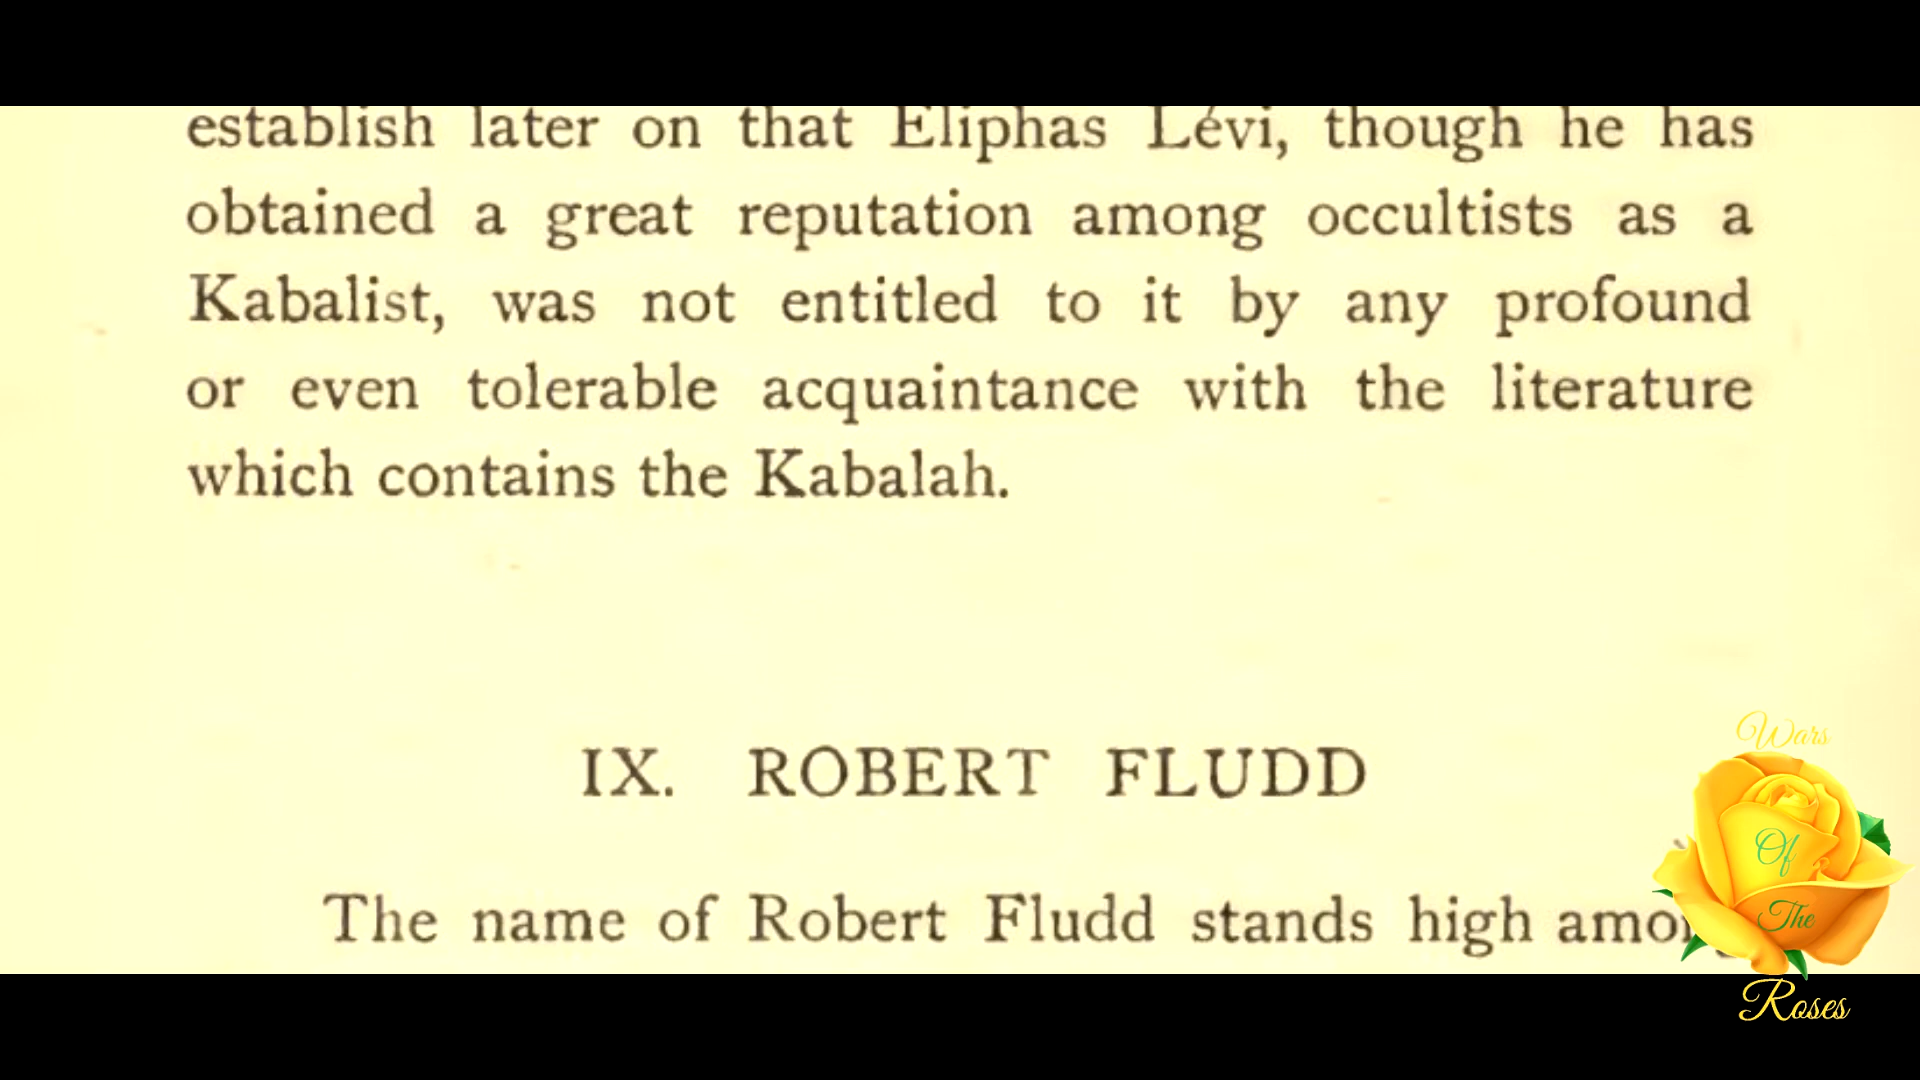 establish later on that Eliphas Lévi, though he has
obtained a great reputation among occultists as a
Kabalist, was not entitled to it by any profound
or even tolerable acquaintance with the literature
which contains the Kabalah.
IX. ROBERT FLUDD
The name of Robert Fludd stands high
Wars
Of
The
Roses